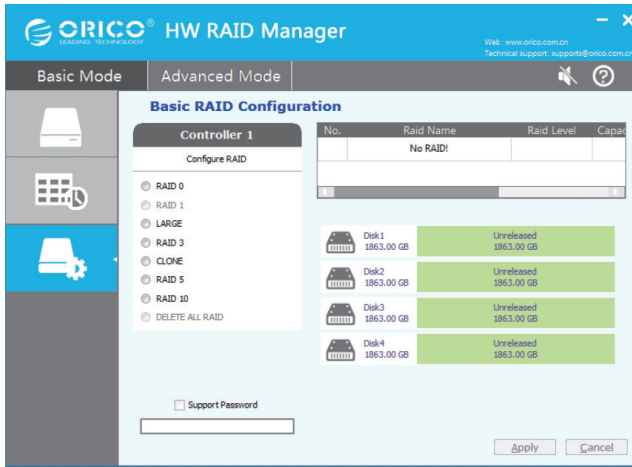 ORICO® HW RAID Manager
LEADING TECHNOLOGY
Web: www.orico.com.cn
Technical support: supports@orico.com.cn
Basic Mode Advanced Mode
Basic RAID Configuration
Controller 1
Configure RAID
RAID 0
RAID 1
LARGE
RAID 3
CLONE
RAID 5
RAID 10
DELETE ALL RAID
Support Password
No. Raid Name Raid Level Capac
No RAID!
Disk1 Unreleased
1863.00 GB 1863.00 GB
Disk2 Unreleased
1863.00 GB 1863.00 GB
Disk3 Unreleased
1863.00 GB 1863.00 GB
Disk4 Unreleased
1863.00 GB 1863.00 GB
Apply Cancel